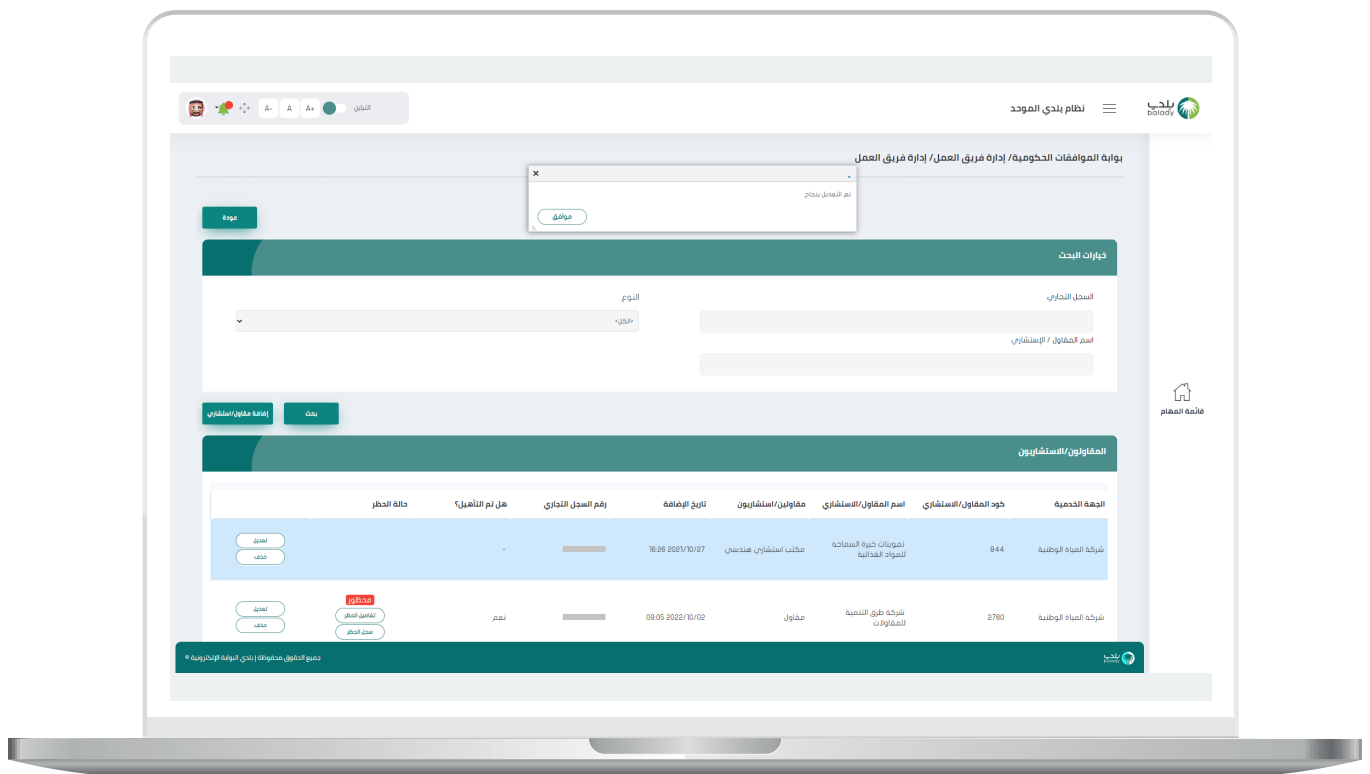 بلدي
balady
نظام بلدي الموحد
التباين
A+
A
A-
بوابة الموافقات الحكومية/ إدارة فريق العمل/ إدارة فريق العمل
تم التعديل بنجاح
موافق
عودة
خيارات البحث
السجل التجاري
النوع
<الكل>
اسم المقاول / الإستشاري
بحث
إضافة مقاول/استشاري
قائمة المهام
المقاولون/الاستشاريون
الجهة الخدمية كود المقاول/الاستشاري اسم المقاول/الاستشاري مقاولين/استشاريون تاريخ الإضافة رقم السجل التجاري هل تم التأهيل؟ حالة الحظر
شركة المياة الوطنية 844 تموينات خيرة السماحه للمواد الغذائية مكتب استشاري هندسي 2021/10/27 16:26 -
تعديل
حذف
شركة المياة الوطنية 2760 شركة طرق التنمية للمقاولات مقاول 2022/10/02 09:05 نعم
محظور
تفاصيل الحظر
سجل الحظر
تعديل
حذف
بلدي
balady
جميع الحقوق محفوظة | بلدي البوابة الإلكترونية ©